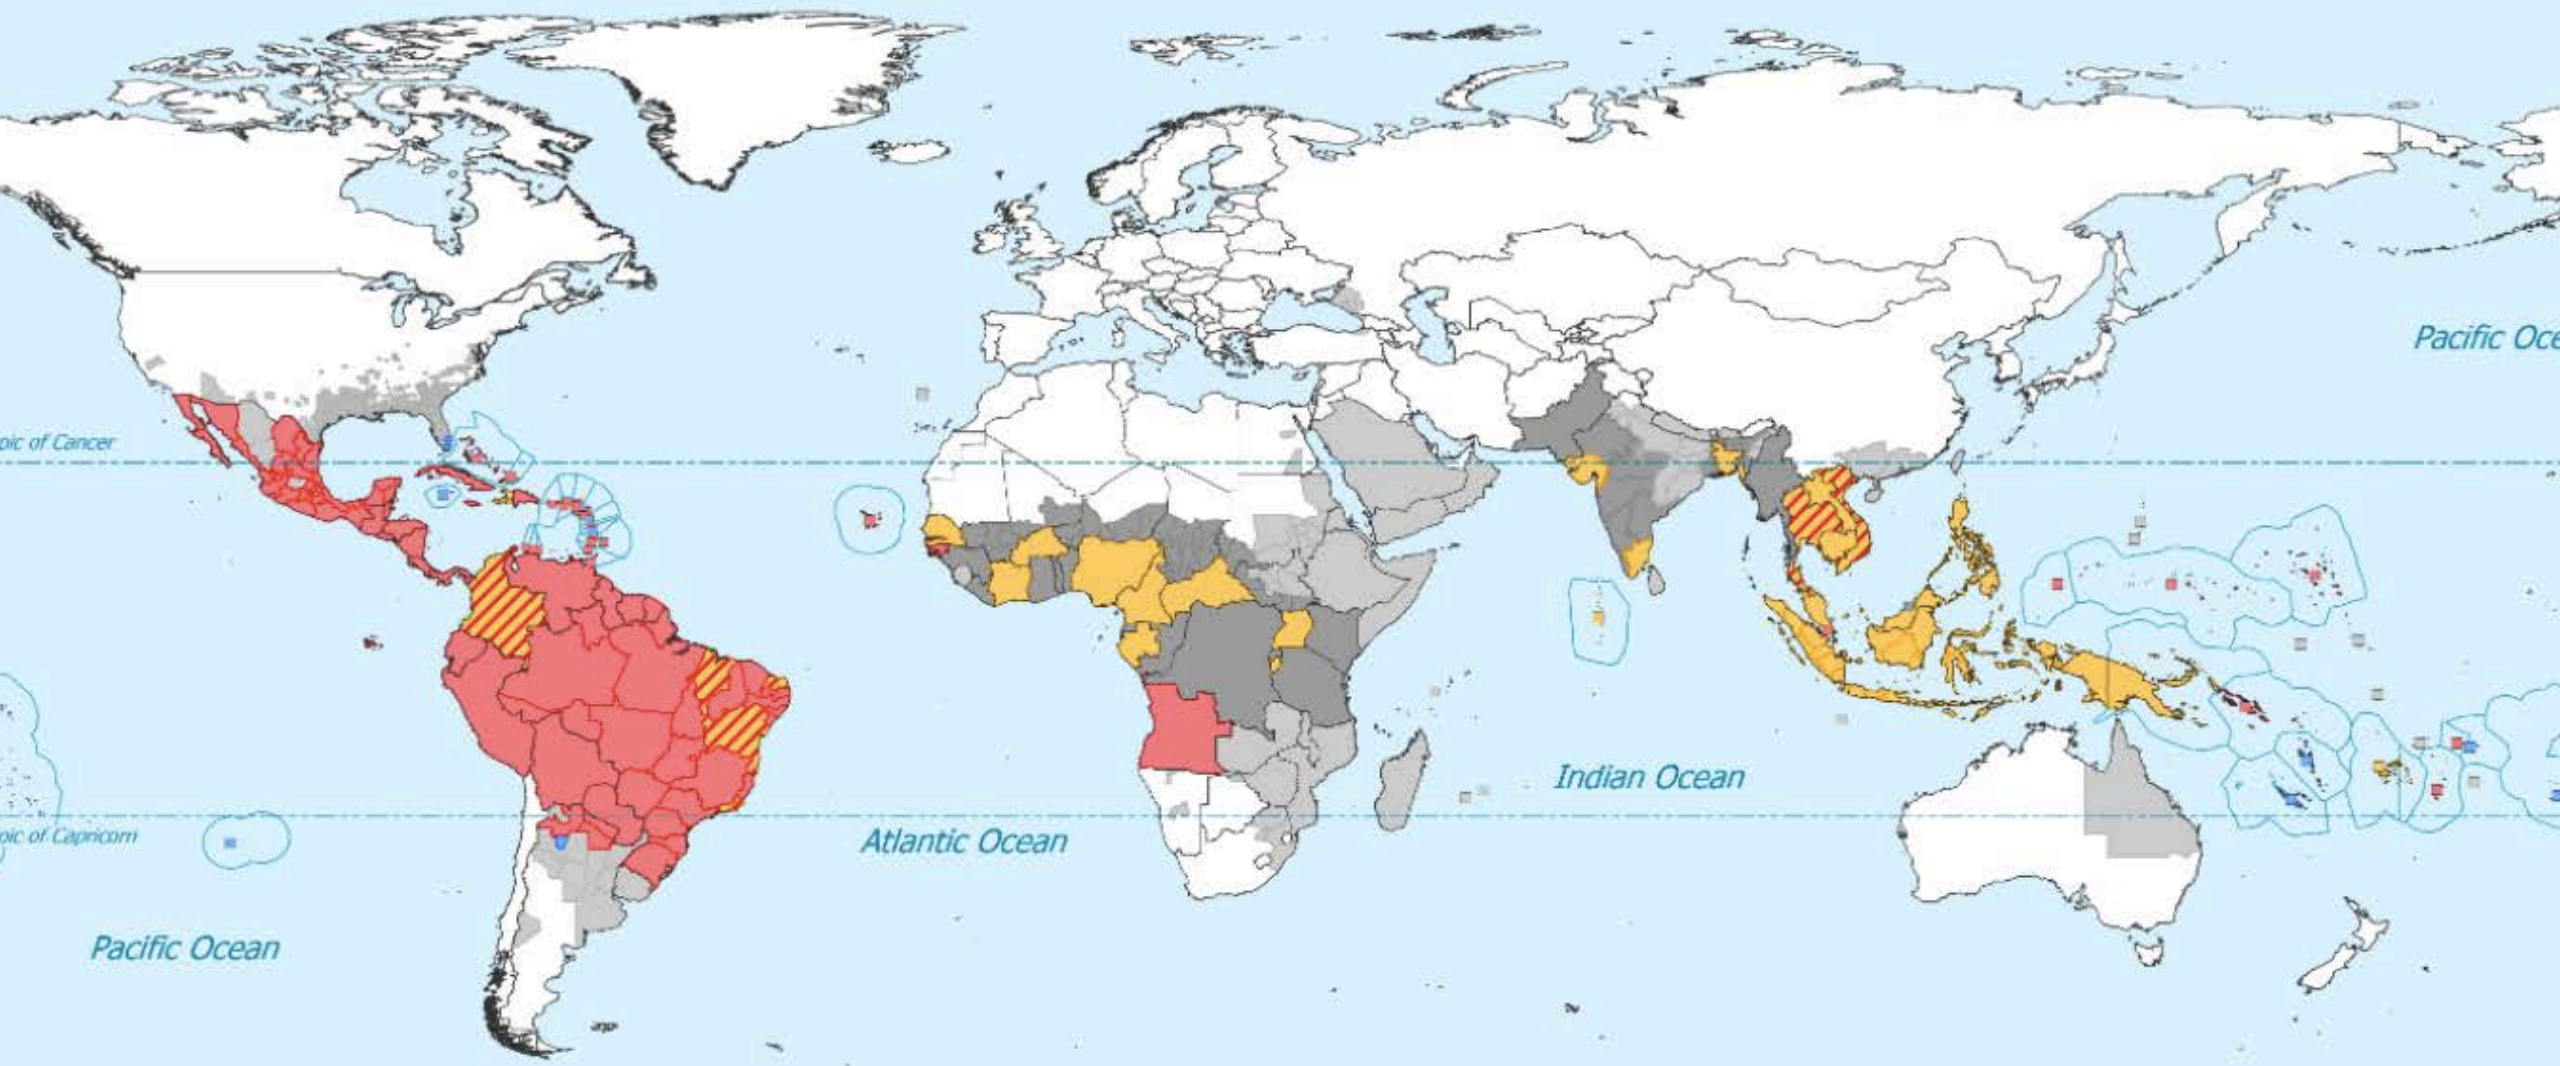 Pacific Oce
pic of Cancer
Indian Ocean
pic of Capricorn
Atlantic Ocean
Pacific Ocean